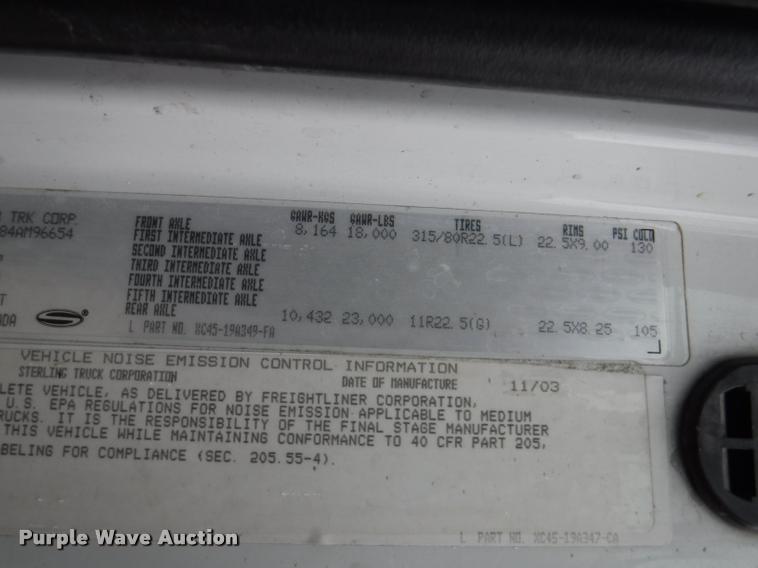 TRK CORP.
84AM96654
GAWR-KGS GAWR-LBS TIRES RIMS PSI COLD
FRONT AXLE 8,164 18,000 315/80R22.5(L) 22.5X9.00 130
FIRST INTERMEDIATE AXLE
SECOND INTERMEDIATE AXLE
THIRD INTERMEDIATE AXLE
FOURTH INTERMEDIATE AXLE
FIFTH INTERMEDIATE AXLE
REAR AXLE 10,432 23,000 11R22.5(G) 22.5X8.25 105
ADA
L PART NO. XC45-19A349-FA
VEHICLE NOISE EMISSION CONTROL INFORMATION
STERLING TRUCK CORPORATION DATE OF MANUFACTURE 11/03
PLETE VEHICLE, AS DELIVERED BY FREIGHTLINER CORPORATION,
U.S. EPA REGULATIONS FOR NOISE EMISSION APPLICABLE TO MEDIUM
RUCKS. IT IS THE RESPONSIBILITY OF THE FINAL STAGE MANUFACTURER
THIS VEHICLE WHILE MAINTAINING CONFORMANCE TO 40 CFR PART 205,
BELING FOR COMPLIANCE (SEC. 205.55-4).
L PART NO. XC45-19A347-CA
Purple Wave Auction